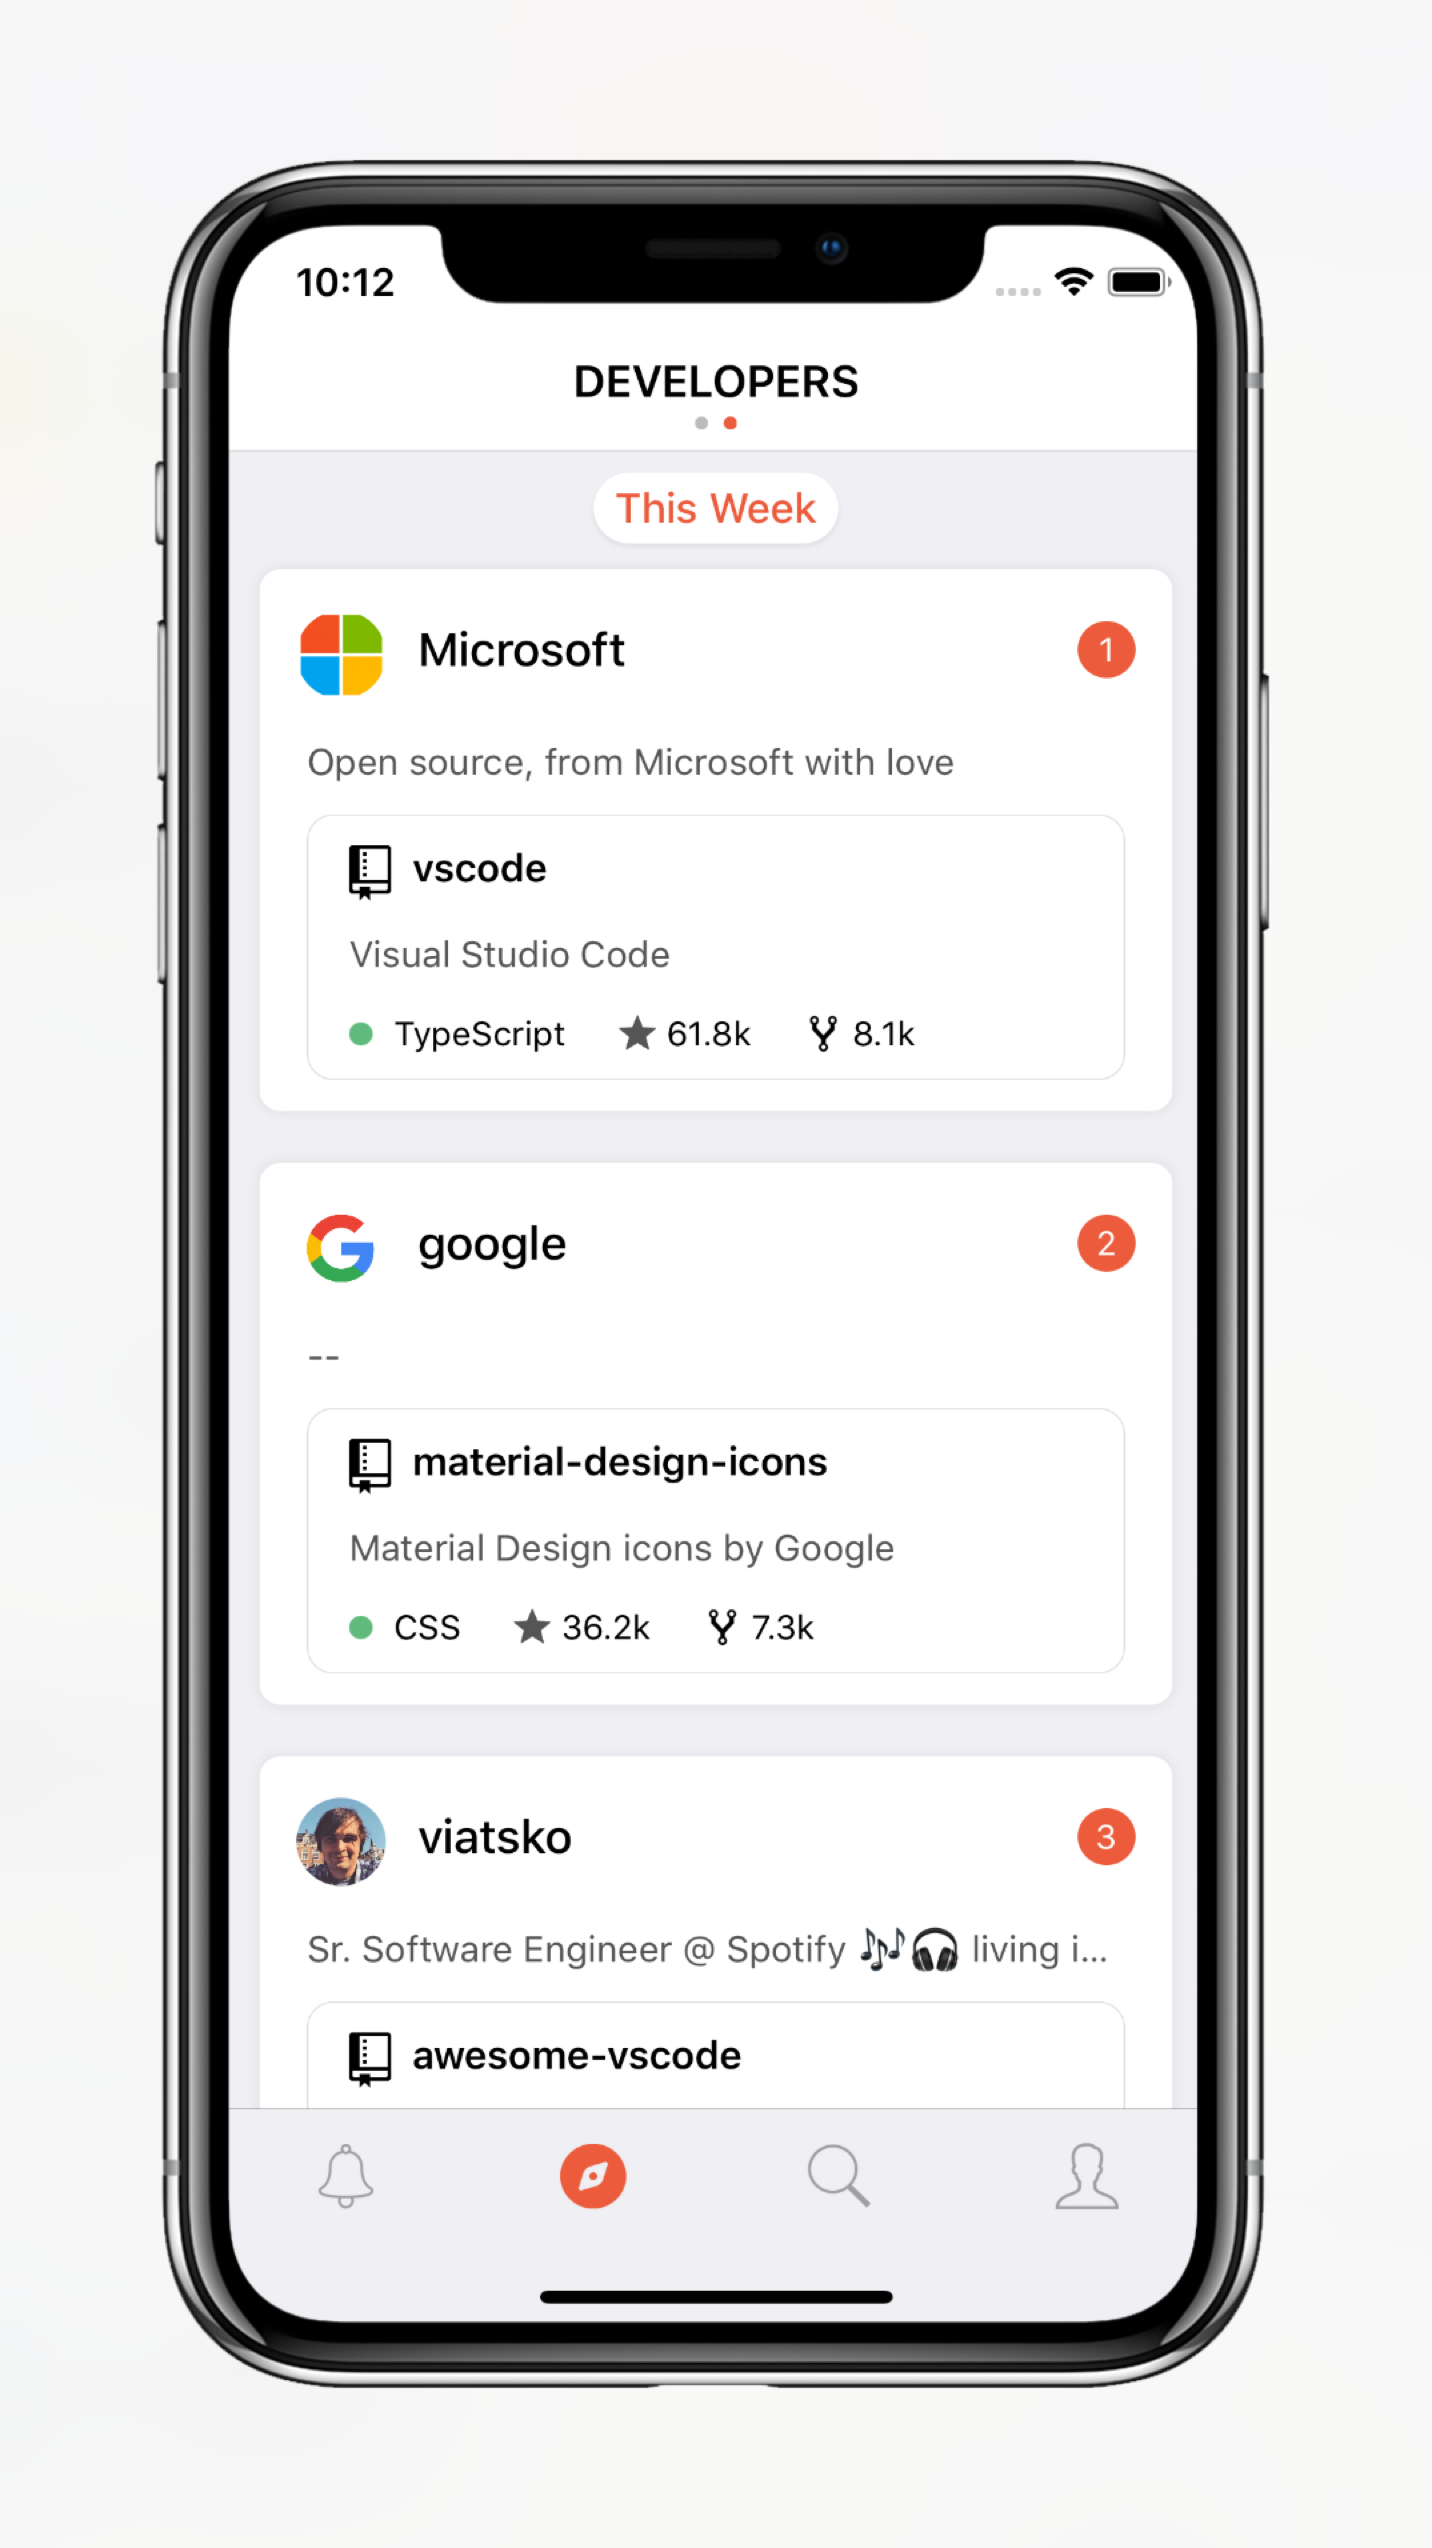 10:12
DEVELOPERS
This Week
Microsoft
1
Open source, from Microsoft with love
vscode
Visual Studio Code
TypeScript 61.8k 8.1k
google
2
--
material-design-icons
Material Design icons by Google
CSS 36.2k 7.3k
viatsko
3
Sr. Software Engineer @ Spotify 🎶🎧 living i...
awesome-vscode